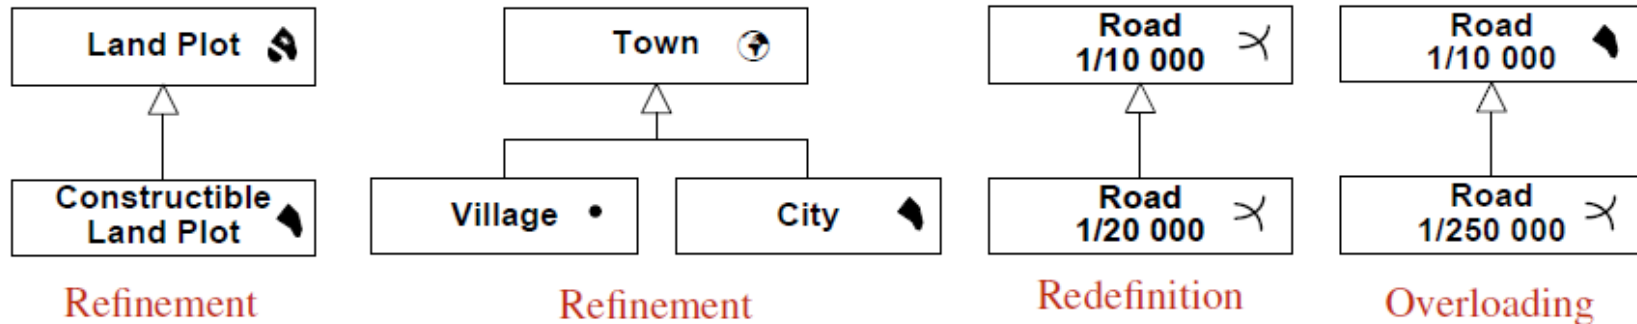 Land Plot
Constructible
Land Plot
Refinement
Town
Village
City
Refinement
Road
1/10 000
Road
1/20 000
Redefinition
Road
1/10 000
Road
1/250 000
Overloading